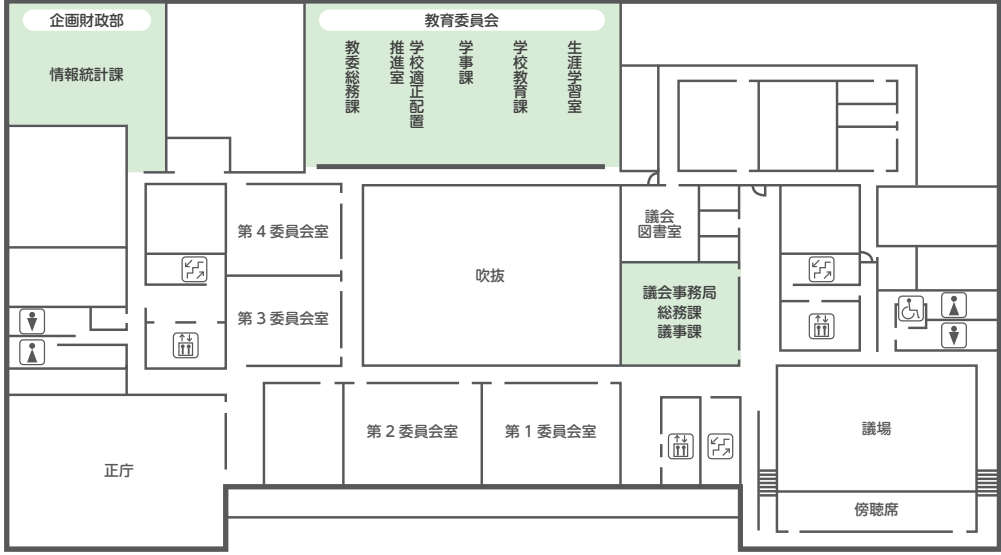 企画財政部
情報統計課
教育委員会
教委総務課
学校適正配置
推進室
学事課
学校教育課
生涯学習室
第4委員会室
第3委員会室
吹抜
議会
図書室
議会事務局
総務課
議事課
第2委員会室
第1委員会室
正庁
議場
傍聴席